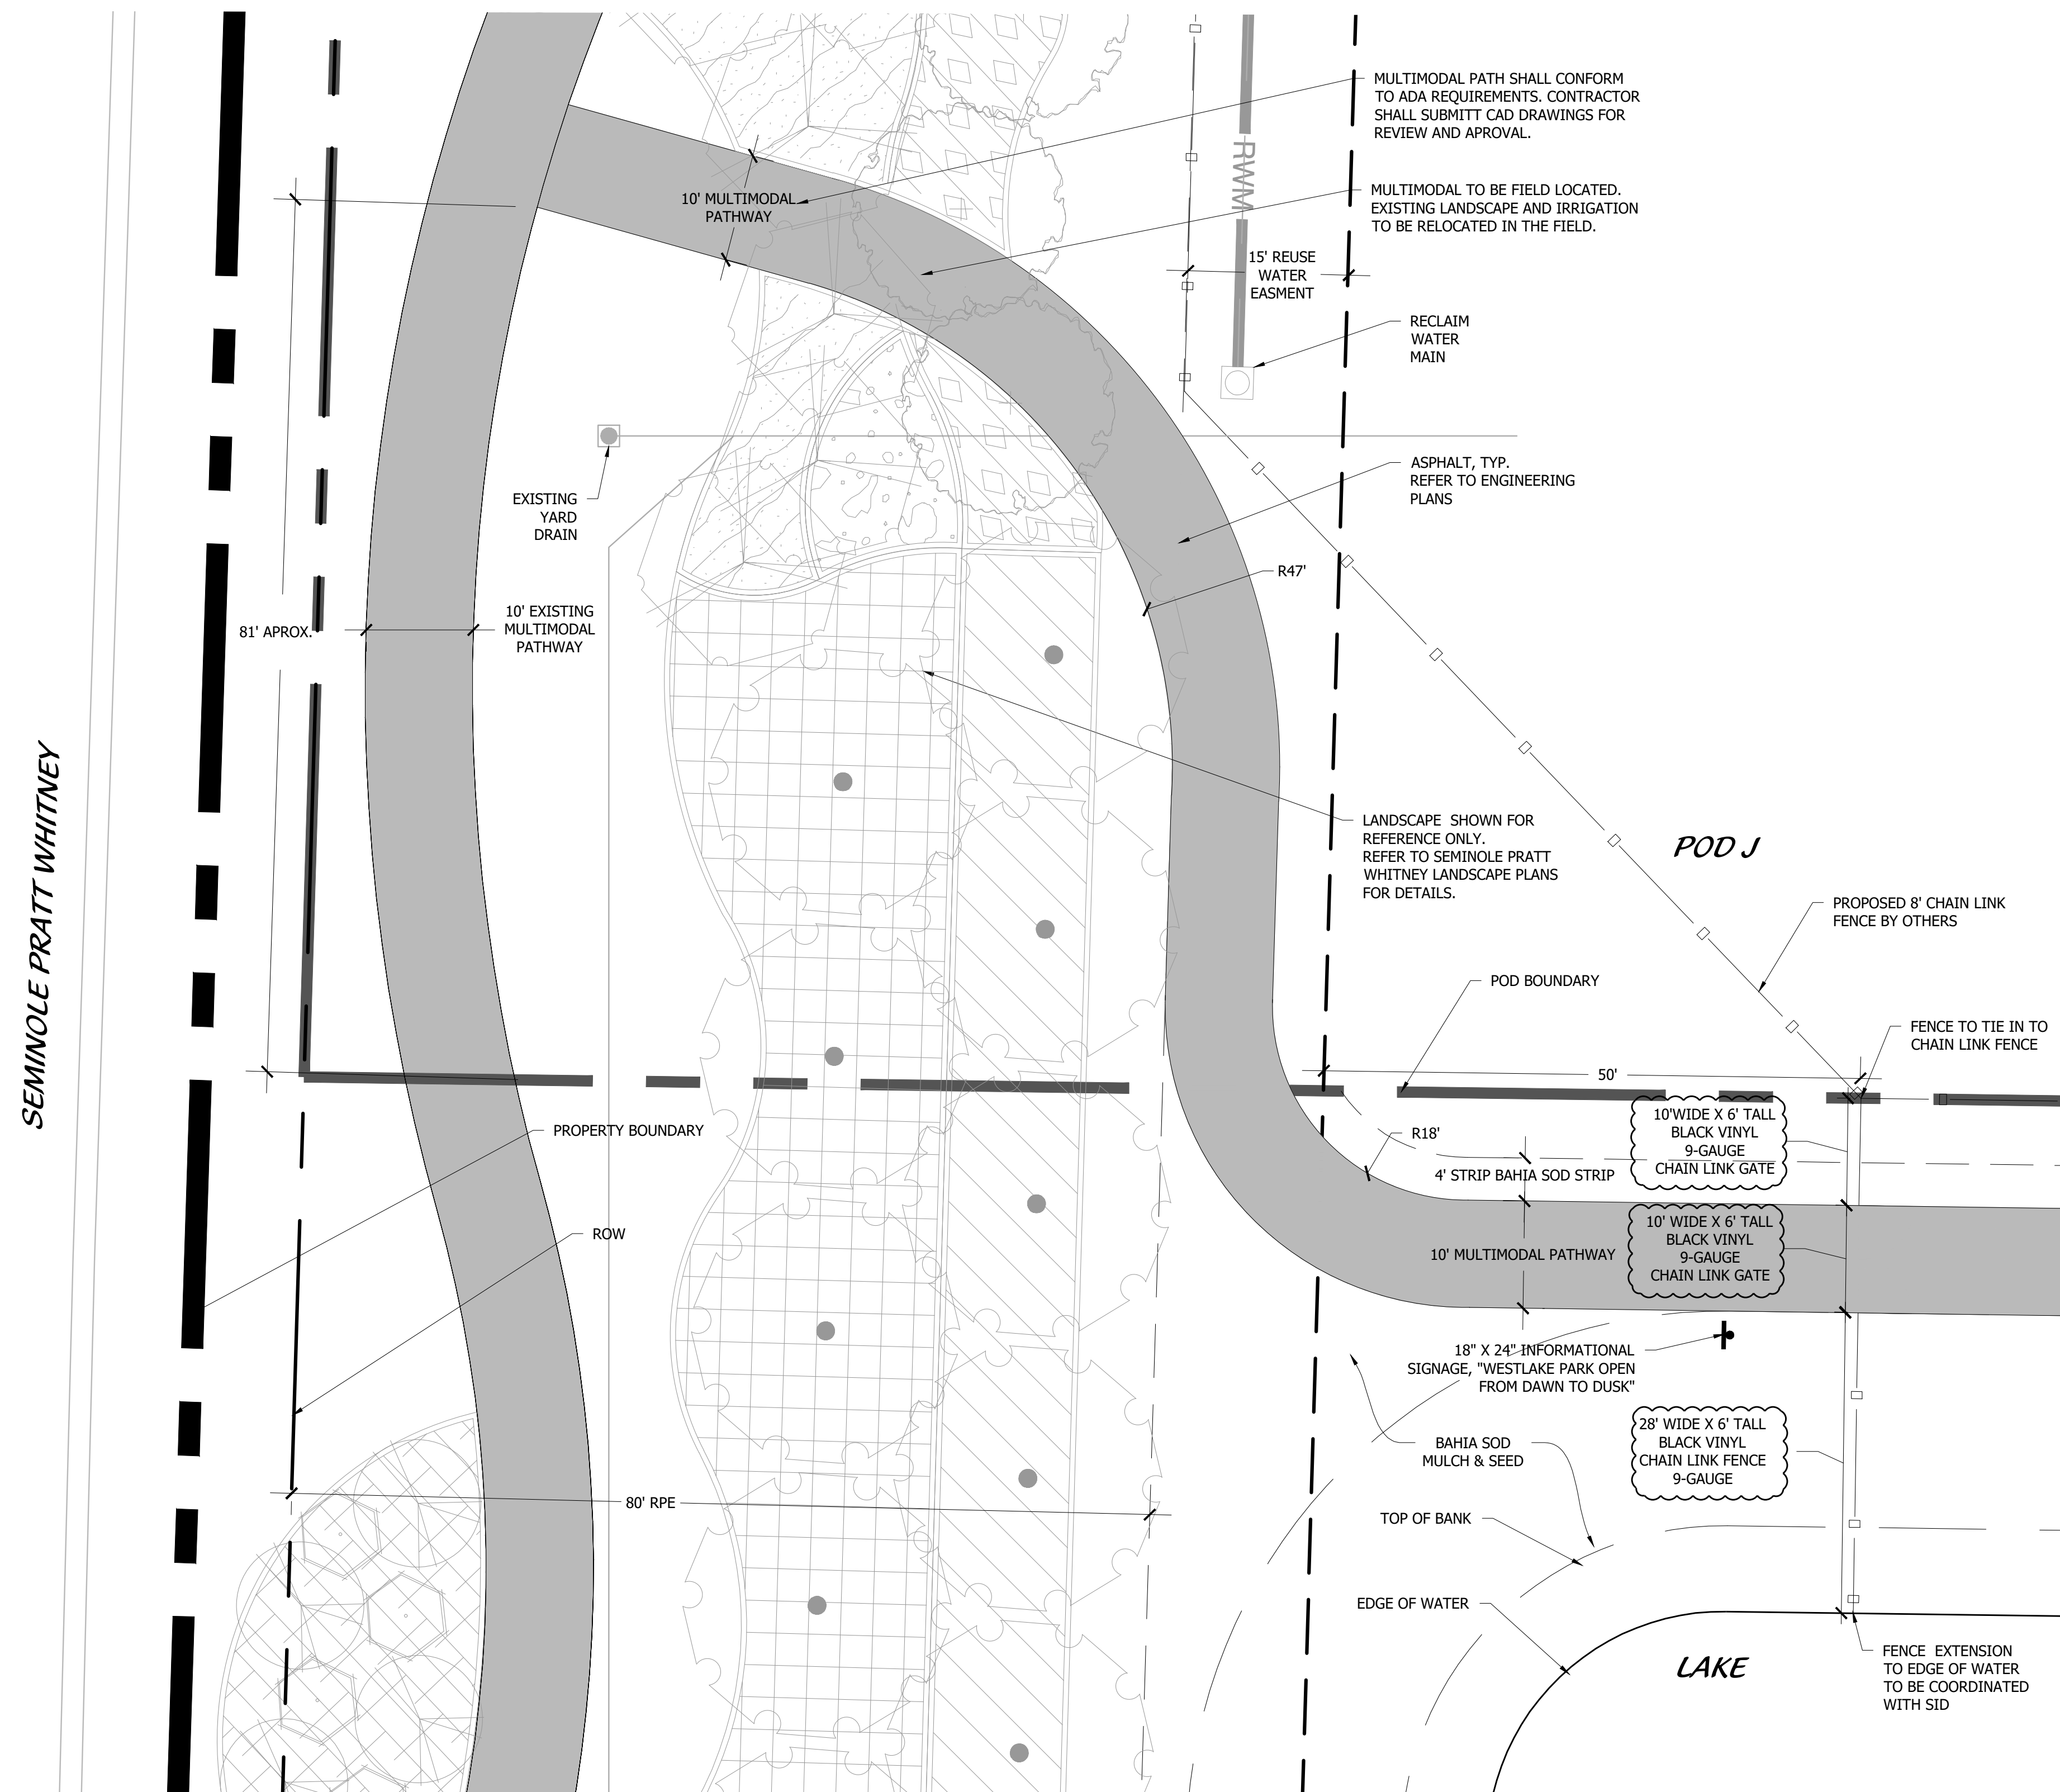 MULTIMODAL PATH SHALL CONFORM
TO ADA REQUIREMENTS. CONTRACTOR
SHALL SUBMITT CAD DRAWINGS FOR
REVIEW AND APROVAL.
RWM
10' MULTIMODAL
PATHWAY
MULTIMODAL TO BE FIELD LOCATED.
EXISTING LANDSCAPE AND IRRIGATION
TO BE RELOCATED IN THE FIELD.
15' REUSE
WATER
EASMENT
RECLAIM
WATER
MAIN
ASPHALT, TYP.
REFER TO ENGINEERING
PLANS
EXISTING
YARD
DRAIN
R47'
81' APROX.
10' EXISTING
MULTIMODAL
PATHWAY
SEMINOLE PRATT WHITNEY
LANDSCAPE SHOWN FOR
REFERENCE ONLY.
REFER TO SEMINOLE PRATT
WHITNEY LANDSCAPE PLANS
FOR DETAILS.
POD J
PROPOSED 8' CHAIN LINK
FENCE BY OTHERS
POD BOUNDARY
FENCE TO TIE IN TO
CHAIN LINK FENCE
50'
10'WIDE X 6' TALL
BLACK VINYL
9-GAUGE
CHAIN LINK GATE
PROPERTY BOUNDARY
R18'
4' STRIP BAHIA SOD STRIP
ROW
10' MULTIMODAL PATHWAY
10' WIDE X 6' TALL
BLACK VINYL
9-GAUGE
CHAIN LINK GATE
18" X 24" INFORMATIONAL
SIGNAGE, "WESTLAKE PARK OPEN
FROM DAWN TO DUSK"
28' WIDE X 6' TALL
BLACK VINYL
CHAIN LINK FENCE
9-GAUGE
BAHIA SOD
MULCH & SEED
80' RPE
TOP OF BANK
EDGE OF WATER
LAKE
FENCE EXTENSION
TO EDGE OF WATER
TO BE COORDINATED
WITH SID